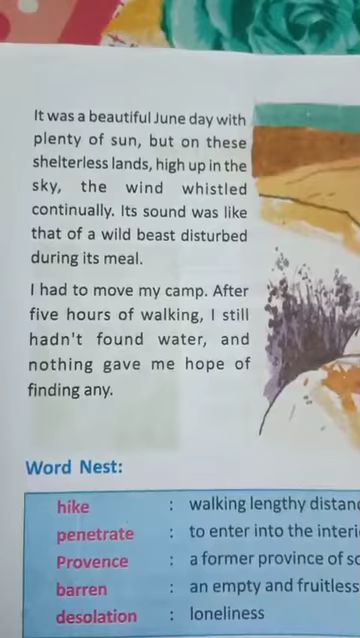 It was a beautiful June day with
plenty of sun, but on these
shelterless lands, high up in the
sky, the wind whistled
continually. Its sound was like
that of a wild beast disturbed
during its meal.
I had to move my camp. After
five hours of walking, I still
hadn't found water, and
nothing gave me hope of
finding any.
Word Nest:
hike : walking lengthy
penetrate : to enter into the
Provence : a former province of
barren : an empty and fruitless
desolation : loneliness